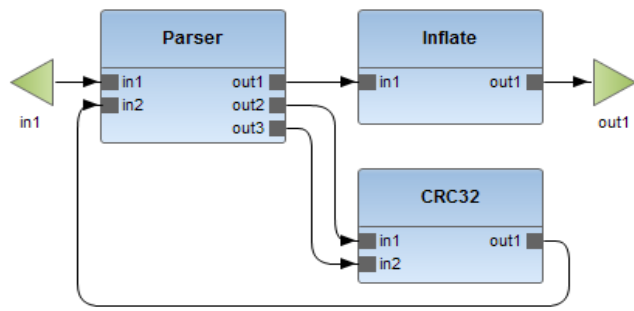 Parser
in1
in2
out1
out2
out3
Inflate
in1
out1
in1
out1
CRC32
in1
in2
out1